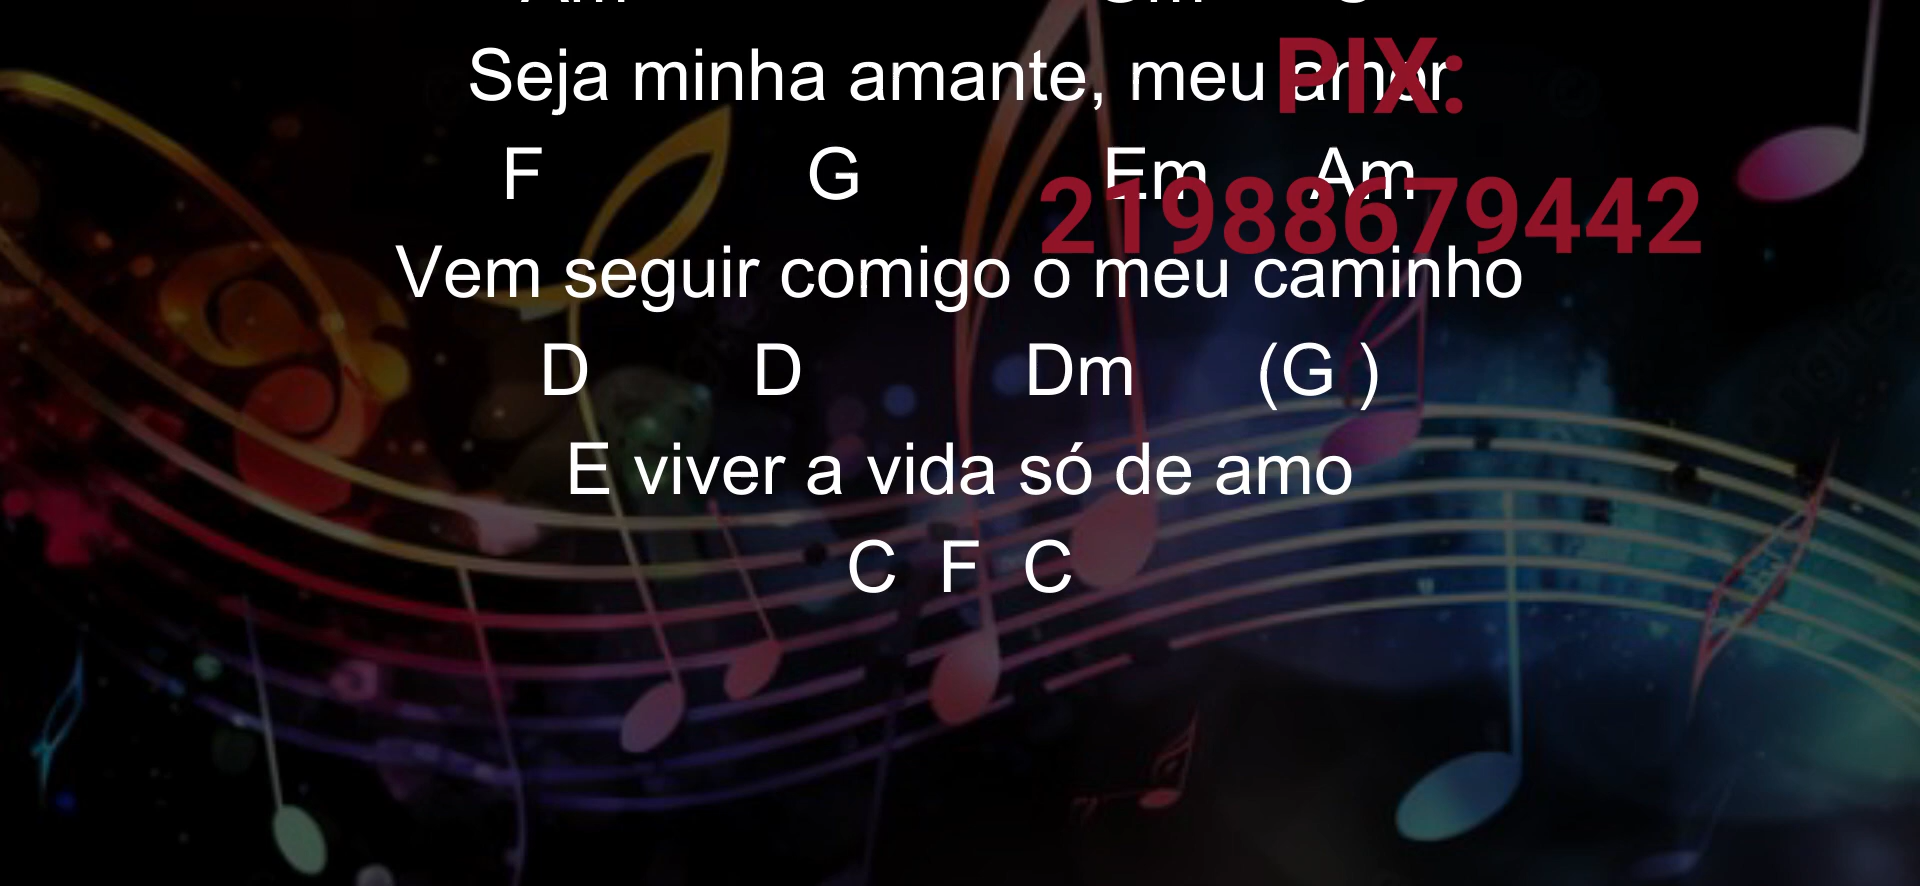 Seja minha amante, meu amor
PIX:
F G Em Am
21988679442
Vem seguir comigo o meu caminho
D D Dm (G )
E viver a vida só de amo
C F C